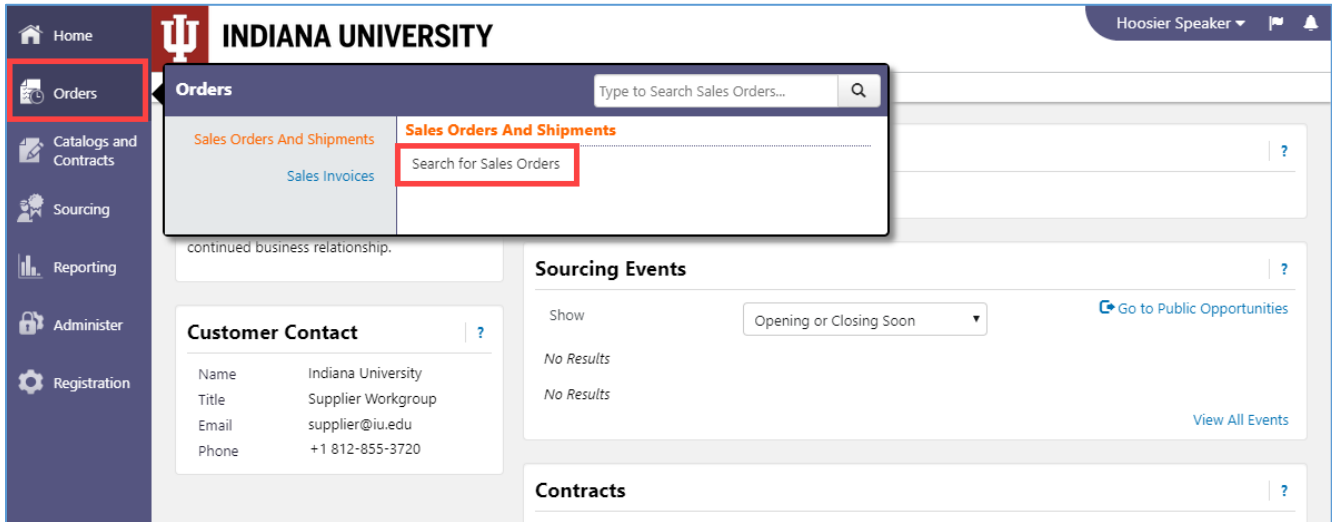 Home
Orders
Catalogs and
Contracts
Sourcing
Reporting
Administer
Registration
INDIANA UNIVERSITY
Hoosier Speaker
Orders
Type to Search Sales Orders...
Sales Orders And Shipments
Sales Invoices
Sales Orders And Shipments
Search for Sales Orders
?
continued business relationship.
Customer Contact ?
Name Indiana University
Title Supplier Workgroup
Email supplier@iu.edu
Phone +1 812-855-3720
Sourcing Events ?
Show Opening or Closing Soon Go to Public Opportunities
No Results
No Results
View All Events
Contracts ?